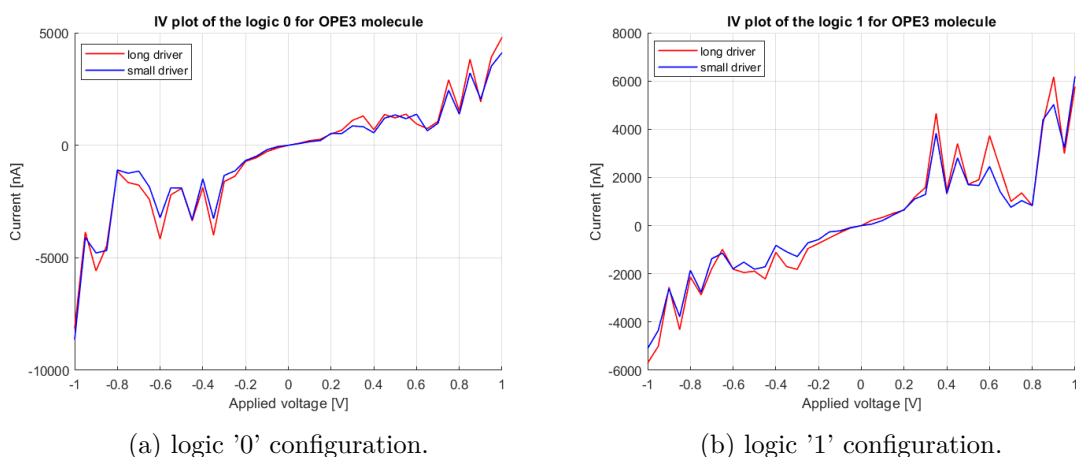 IV plot of the logic 0 for OPE3 molecule
long driver
small driver
5000
0
-5000
-10000
Current [nA]
-1 -0.8 -0.6 -0.4 -0.2 0 0.2 0.4 0.6 0.8 1
Applied voltage [V]
(a) logic '0' configuration.
IV plot of the logic 1 for OPE3 molecule
long driver
small driver
8000
6000
4000
2000
0
-2000
-4000
-6000
Current [nA]
-1 -0.8 -0.6 -0.4 -0.2 0 0.2 0.4 0.6 0.8 1
Applied voltage [V]
(b) logic '1' configuration.